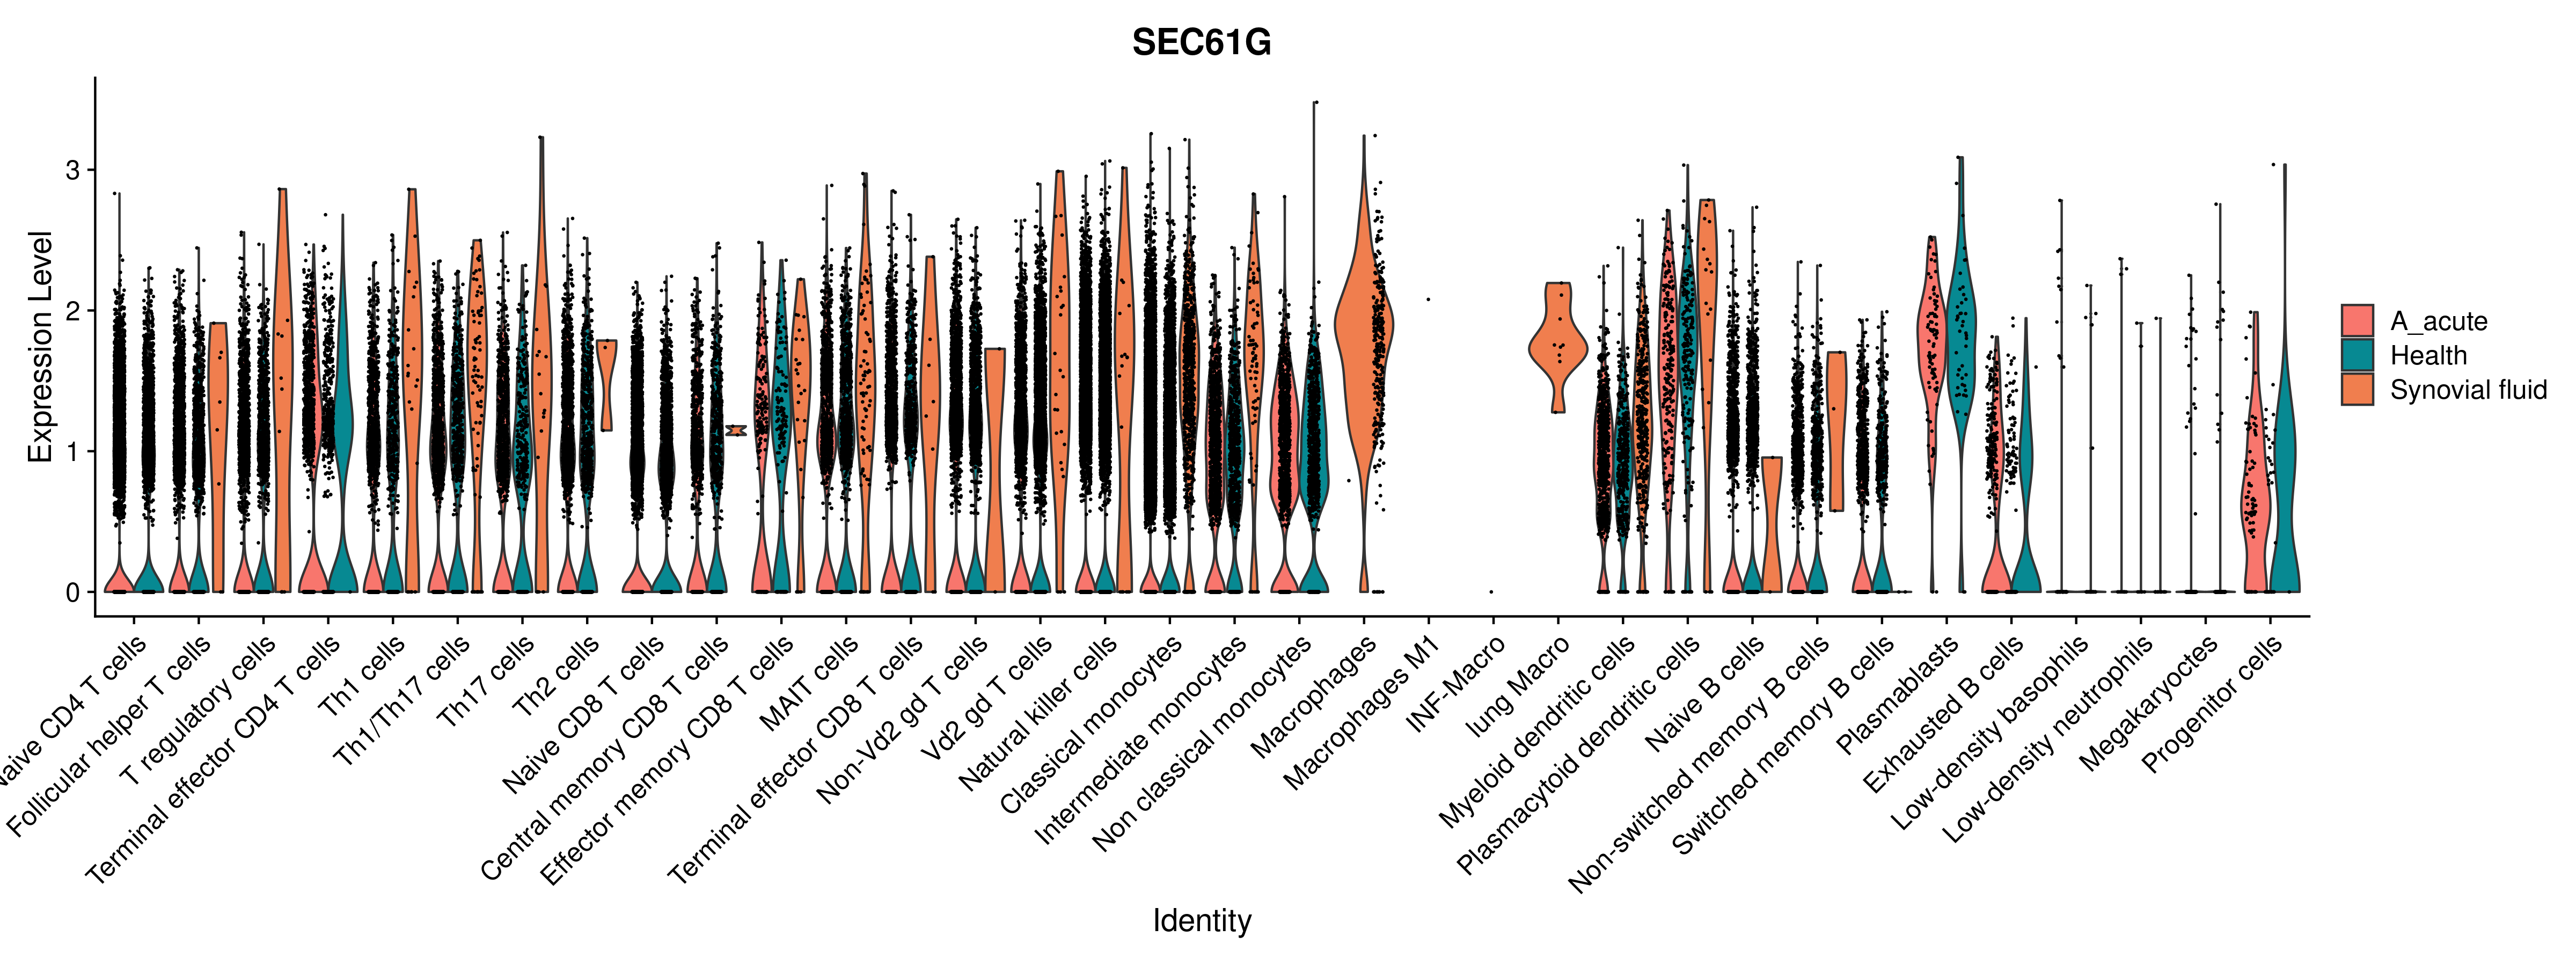 SEC61G
Expression Level
3
2
1
0
Naive CD4 T cells
Follicular helper T cells
T regulatory cells
Terminal effector CD4 T cells
Th1 cells
Th1/Th17 cells
Th17 cells
Th2 cells
Naive CD8 T cells
Central memory CD8 T cells
Effector memory CD8 T cells
MAIT cells
Terminal effector CD8 T cells
Non-Vd2 gd T cells
Vd2 gd T cells
Natural killer cells
Classical monocytes
Intermediate monocytes
Non classical monocytes
Macrophages
Macrophages M1
INF-Macro
lung Macro
Myeloid dendritic cells
Plasmacytoid dendritic cells
Naive B cells
Non-switched memory B cells
Switched memory B cells
Plasmablasts
Exhausted B cells
Low-density basophils
Low-density neutrophils
Megakaryoctes
Progenitor cells
Identity
A_acute
Health
Synovial fluid